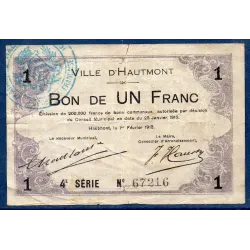 1 VILLE D'HAUTMONT 1
BON DE UN FRANC
Émission de 200,000 francs de bons communaux, autorisée par décision
du Conseil Municipal en date du 25 janvier 1915.
HAUTMONT, le 1er Février 1915.
Le Receveur Municipal, Le Maire,
Conseiller d'Arrondissement,
1 4e SÉRIE No 67216 1